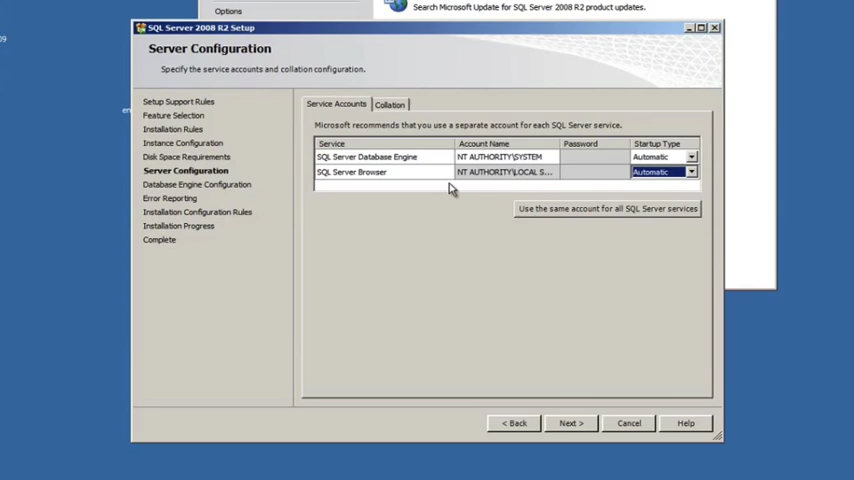 Options
Search Microsoft Update for SQL Server 2008 R2 product updates.
SQL Server 2008 R2 Setup
Server Configuration
Specify the service accounts and collation configuration.
Setup Support Rules
Feature Selection
Installation Rules
Instance Configuration
Disk Space Requirements
Server Configuration
Database Engine Configuration
Error Reporting
Installation Configuration Rules
Installation Progress
Complete
Service Accounts Collation
Microsoft recommends that you use a separate account for each SQL Server service.
Service Account Name Password Startup Type
SQL Server Database Engine NT AUTHORITY\SYSTEM Automatic
SQL Server Browser NT AUTHORITY\LOCAL S... Automatic
Use the same account for all SQL Server services
< Back Next > Cancel Help